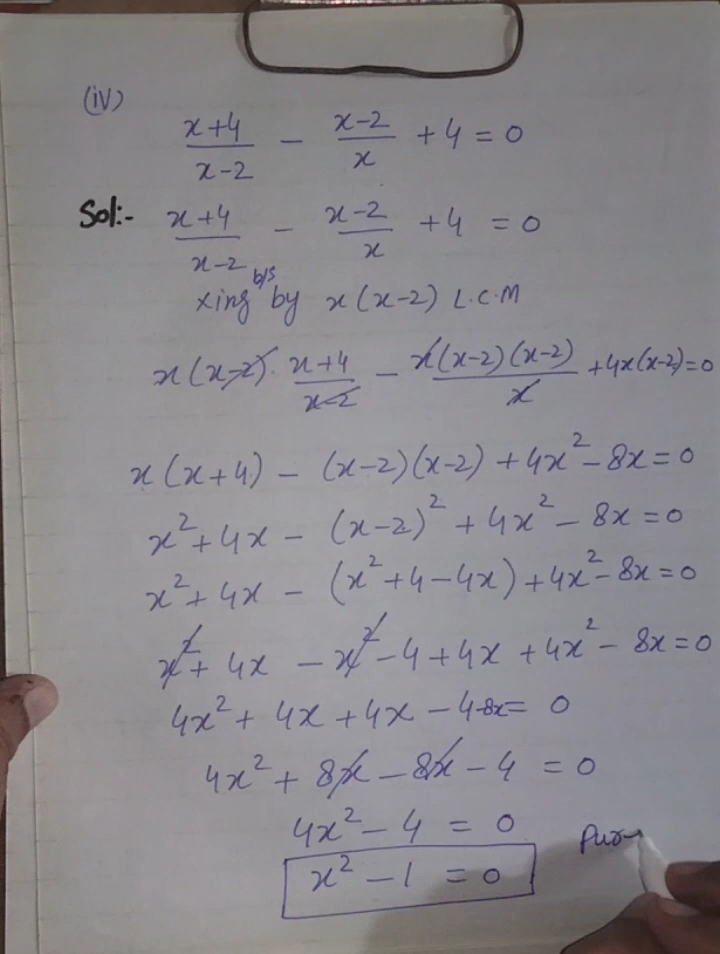 (iv)
x+4/x-2 - x-2/x + 4 = 0
Sol:- x+4/x-2 - x-2/x + 4 = 0
xing b/s by x(x-2) L.C.M
x(x-2). x+4/x-2 - x(x-2)(x-2)/x + 4x(x-2)=0
x(x+4) - (x-2)(x-2) + 4x² - 8x = 0
x² + 4x - (x-2)² + 4x² - 8x = 0
x² + 4x - (x² + 4 - 4x) + 4x² - 8x = 0
x² + 4x - x² - 4 + 4x + 4x² - 8x = 0
4x² + 4x + 4x - 4 - 8x = 0
4x² + 8x - 8x - 4 = 0
4x² - 4 = 0
x² - 1 = 0